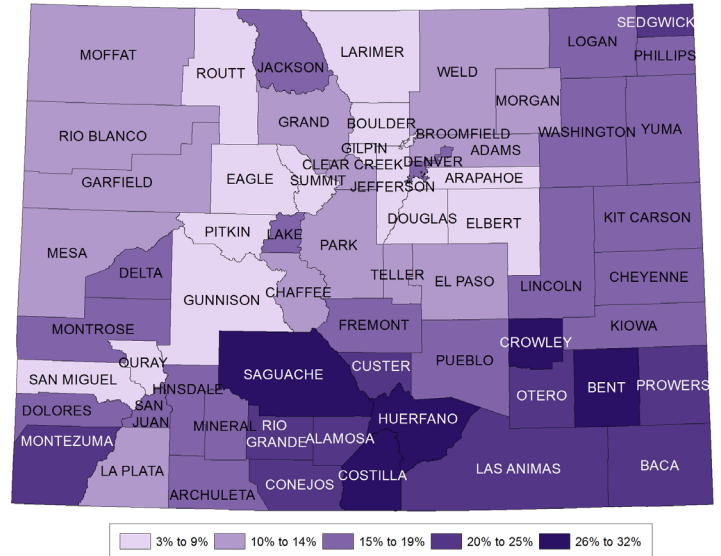 SEDGWICK
MOFFAT
ROUTT
JACKSON
LARIMER
LOGAN
PHILLIPS
WELD
MORGAN
GRAND
BOULDER
RIO BLANCO
BROOMFIELD
WASHINGTON
YUMA
GILPIN
ADAMS
CLEAR CREEK
DENVER
GARFIELD
EAGLE
SUMMIT
JEFFERSON
ARAPAHOE
DOUGLAS
ELBERT
KIT CARSON
PITKIN
LAKE
PARK
MESA
DELTA
TELLER
EL PASO
CHEYENNE
LINCOLN
GUNNISON
CHAFFEE
MONTROSE
FREMONT
KIOWA
CROWLEY
OURAY
PUEBLO
CUSTER
SAN MIGUEL
SAGUACHE
HINSDALE
OTERO
BENT
PROWERS
DOLORES
SAN
JUAN
HUERFANO
MINERAL
RIO
GRANDE
ALAMOSA
MONTEZUMA
LA PLATA
COSTILLA
LAS ANIMAS
BACA
CONEJOS
ARCHULETA
3% to 9%
10% to 14%
15% to 19%
20% to 25%
26% to 32%